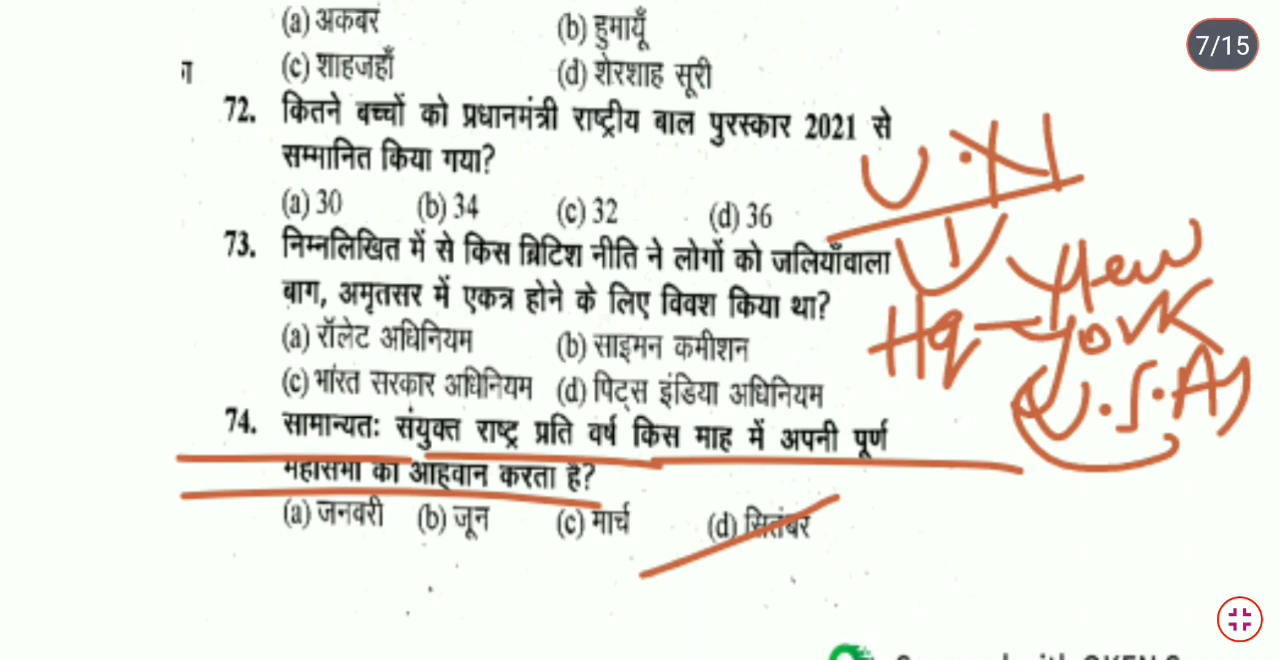 (a) अकबर (b) हुमायूँ
7/15
(c) शाहजहाँ (d) शेरशाह सूरी
72. कितने बच्चों को प्रधानमंत्री राष्ट्रीय बाल पुरस्कार 2021 से
सम्मानित किया गया?
(a) 30 (b) 34 (c) 32 (d) 36
U.N
73. निम्नलिखित में से किस ब्रिटिश नीति ने लोगों को जलियाँवाला
बाग, अमृतसर में एकत्र होने के लिए विवश किया था?
(a) रॉलेट अधिनियम (b) साइमन कमीशन
(c) भारत सरकार अधिनियम (d) पिट्स इंडिया अधिनियम
Hq - New
York
(U.S.A)
74. सामान्यतः संयुक्त राष्ट्र प्रति वर्ष किस माह में अपनी पूर्ण
महासभा का आहवान करता है?
(a) जनवरी (b) जून (c) मार्च (d) सितंबर